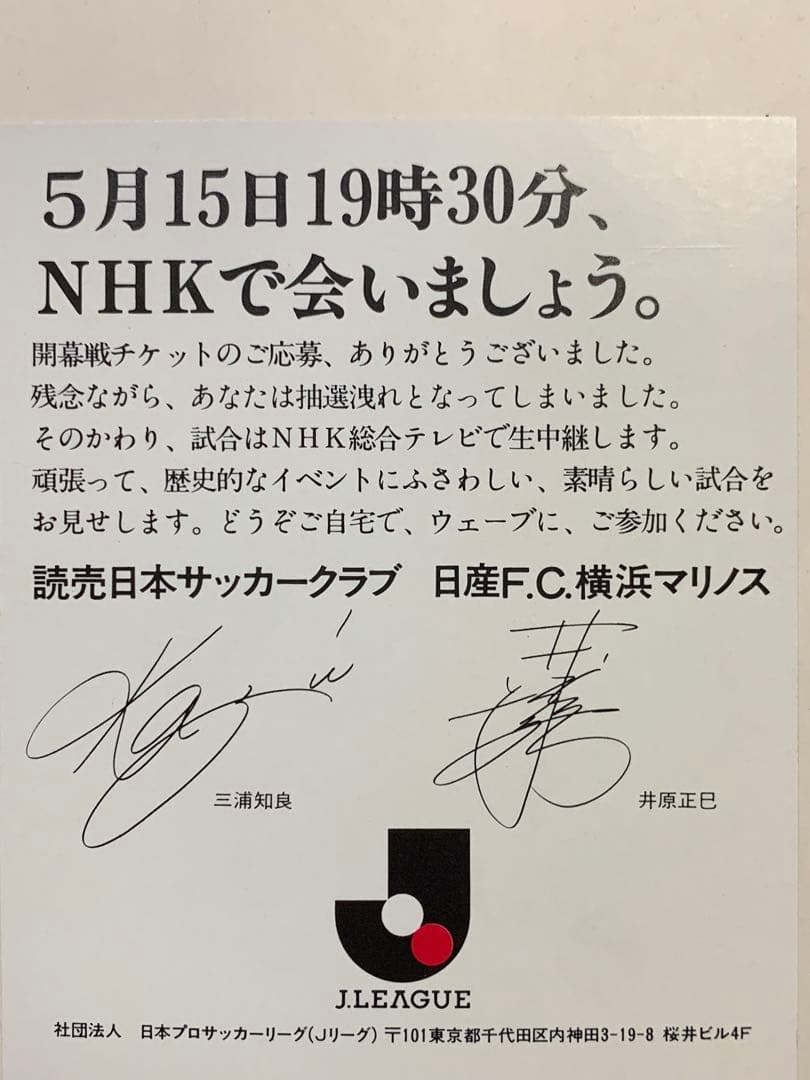 5月15日19時30分、
NHKで会いましょう。
開幕戦チケットのご応募、ありがとうございました。
残念ながら、あなたは抽選洩れとなってしまいました。
そのかわり、試合はNHK総合テレビで生中継します。
頑張って、歴史的なイベントにふさわしい、素晴らしい試合を
お見せします。どうぞご自宅で、ウェーブに、ご参加ください。
読売日本サッカークラブ 日産F.C.横浜マリノス
三浦知良 井原正巳
J.LEAGUE
社団法人 日本プロサッカーリーグ(Jリーグ) 〒101東京都千代田区内神田3-19-8 桜井ビル4F